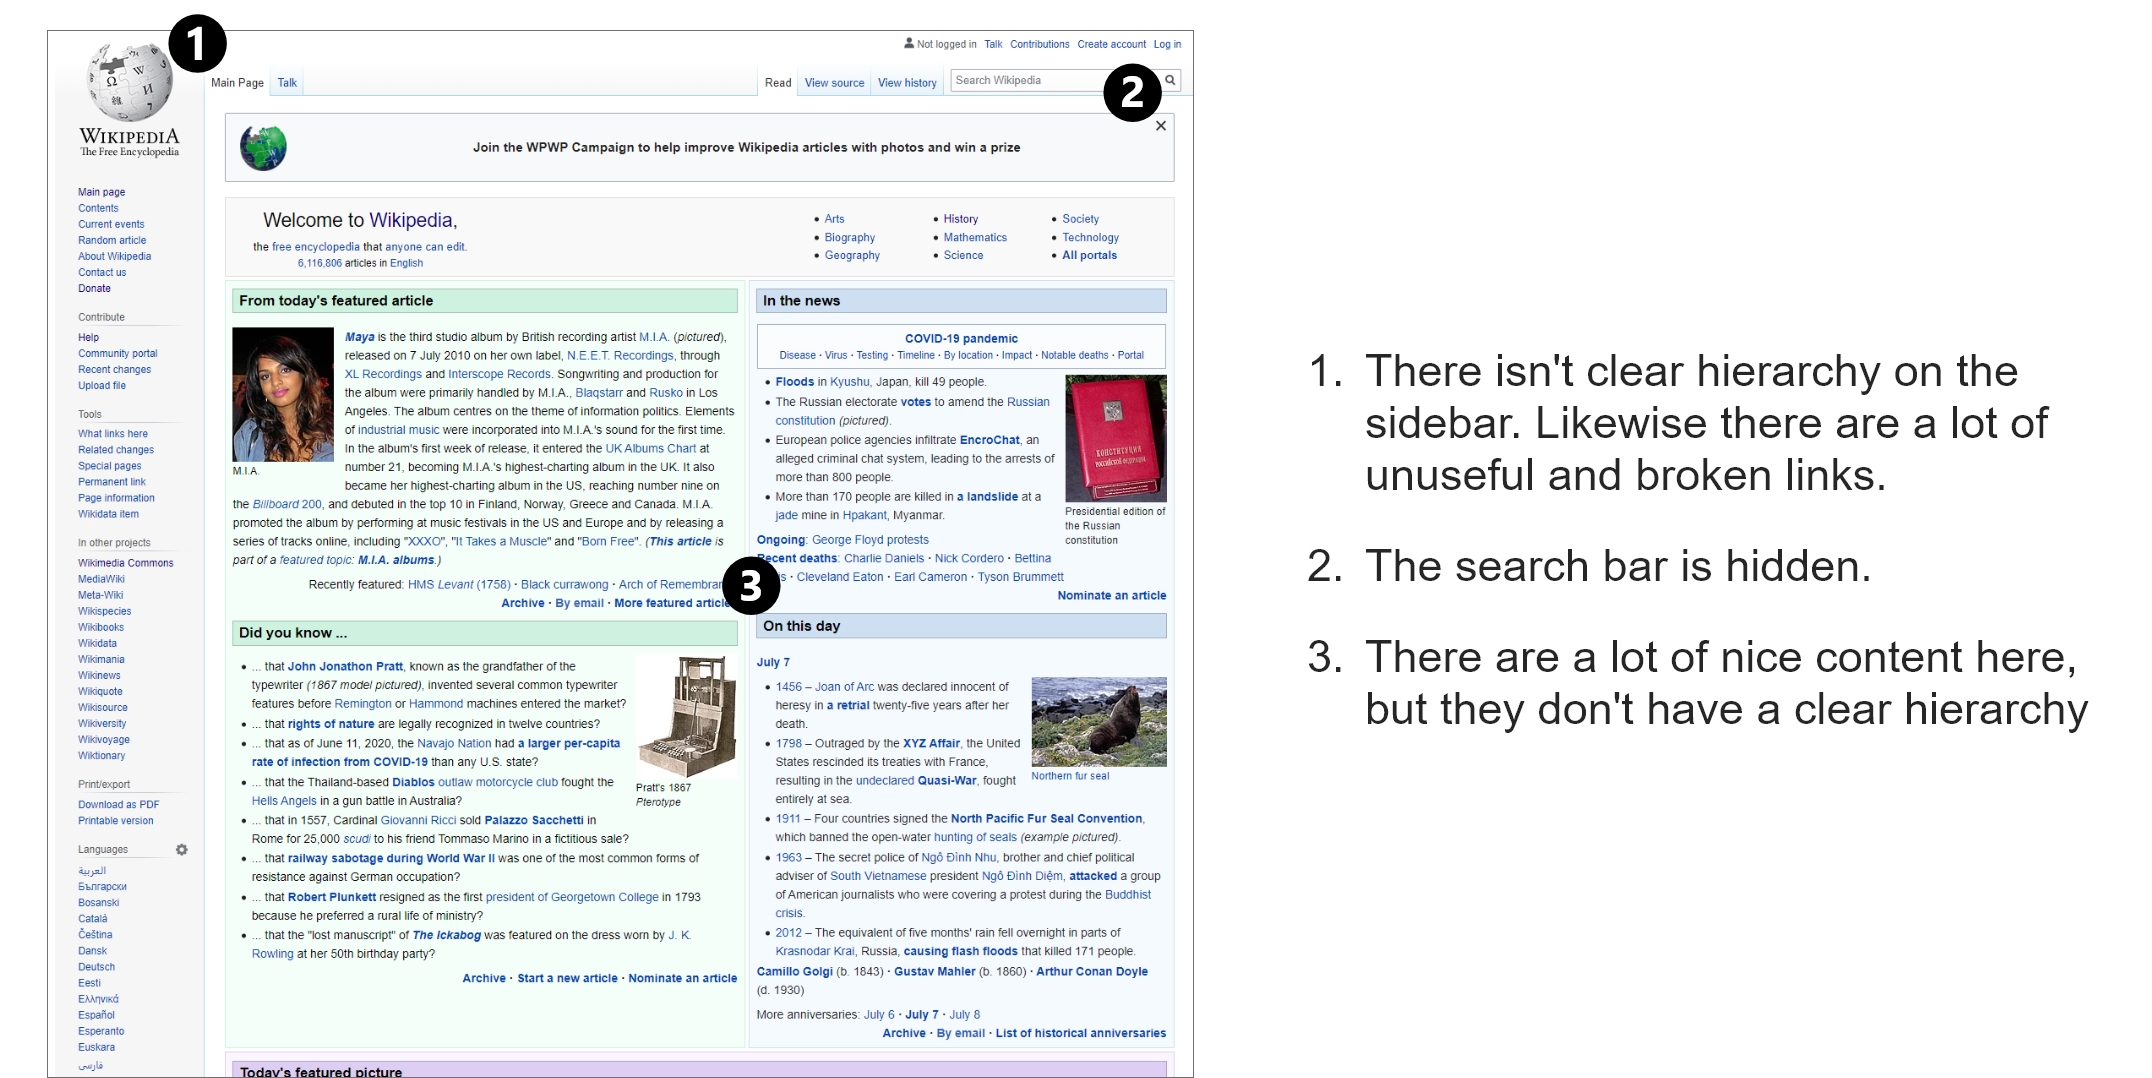 1
Not logged in Talk Contributions Create account Log in
Main Page Talk
Read View source View history Search Wikipedia
2
WIKIPEDIA
The Free Encyclopedia
Main page
Contents
Current events
Random article
About Wikipedia
Contact us
Donate
Contribute
Help
Community portal
Recent changes
Upload file
Tools
What links here
Related changes
Special pages
Permanent link
Page information
Wikidata item
In other projects
Wikimedia Commons
MediaWiki
Meta-Wiki
Wikispecies
Wikibooks
Wikidata
Wikimania
Wikinews
Wikiquote
Wikisource
Wikiversity
Wikivoyage
Wiktionary
Print/export
Download as PDF
Printable version
Languages
العربية
Български
Bosanski
Català
Čeština
Dansk
Deutsch
Eesti
Ελληνικά
Español
Esperanto
Euskara
فارسی
Join the WPWP Campaign to help improve Wikipedia articles with photos and win a prize
Welcome to Wikipedia,
the free encyclopedia that anyone can edit.
6,116,806 articles in English
• Arts • History • Society
• Biography • Mathematics • Technology
• Geography • Science • All portals
From today's featured article
Maya is the third studio album by British recording artist M.I.A. (pictured),
released on 7 July 2010 on her own label, N.E.E.T. Recordings, through
XL Recordings and Interscope Records. Songwriting and production for
the album were primarily handled by M.I.A., Blaqstarr and Rusko in Los
Angeles. The album centres on the theme of information politics. Elements
of industrial music were incorporated into M.I.A.'s sound for the first time.
In the album's first week of release, it entered the UK Albums Chart at
number 21, becoming M.I.A.'s highest-charting album in the UK. It also
became her highest-charting album in the US, reaching number nine on
the Billboard 200, and debuted in the top 10 in Finland, Norway, Greece and Canada. M.I.A.
promoted the album by performing at music festivals in the US and Europe and by releasing a
series of tracks online, including "XXXO", "It Takes a Muscle" and "Born Free". (This article is
part of a featured topic: M.I.A. albums.)
M.I.A.
Recently featured: HMS Levant (1758) · Black currawong · Arch of Remembran
Archive · By email · More featured article
3
Did you know ...
• ... that John Jonathon Pratt, known as the grandfather of the
typewriter (1867 model pictured), invented several common typewriter
features before Remington or Hammond machines entered the market?
• ... that rights of nature are legally recognized in twelve countries?
• ... that as of June 11, 2020, the Navajo Nation had a larger per-capita
rate of infection from COVID-19 than any U.S. state?
• ... that the Thailand-based Diablos outlaw motorcycle club fought the
Hells Angels in a gun battle in Australia?
• ... that in 1557, Cardinal Giovanni Ricci sold Palazzo Sacchetti in
Rome for 25,000 scudi to his friend Tommaso Marino in a fictitious sale?
• ... that railway sabotage during World War II was one of the most common forms of
resistance against German occupation?
• ... that Robert Plunkett resigned as the first president of Georgetown College in 1793
because he preferred a rural life of ministry?
• ... that the "lost manuscript" of The Ickabog was featured on the dress worn by J. K.
Rowling at her 50th birthday party?
Pratt's 1867
Pterotype
Archive · Start a new article · Nominate an article
In the news
COVID-19 pandemic
Disease · Virus · Testing · Timeline · By location · Impact · Notable deaths · Portal
• Floods in Kyushu, Japan, kill 49 people.
• The Russian electorate votes to amend the Russian
constitution (pictured).
• European police agencies infiltrate EncroChat, an
alleged criminal chat system, leading to the arrests of
more than 800 people.
• More than 170 people are killed in a landslide at a
jade mine in Hpakant, Myanmar.
КОНСТИТУЦИЯ
РОССИЙСКОЙ ФЕДЕРАЦИИ
Presidential edition of
the Russian
constitution
Ongoing: George Floyd protests
Recent deaths: Charlie Daniels · Nick Cordero · Bettina
s · Cleveland Eaton · Earl Cameron · Tyson Brummett
Nominate an article
On this day
July 7
• 1456 – Joan of Arc was declared innocent of
heresy in a retrial twenty-five years after her
death.
• 1798 – Outraged by the XYZ Affair, the United
States rescinded its treaties with France,
resulting in the undeclared Quasi-War, fought
entirely at sea.
• 1911 – Four countries signed the North Pacific Fur Seal Convention,
which banned the open-water hunting of seals (example pictured).
• 1963 – The secret police of Ngô Đình Nhu, brother and chief political
adviser of South Vietnamese president Ngô Đình Diệm, attacked a group
of American journalists who were covering a protest during the Buddhist
crisis.
• 2012 – The equivalent of five months' rain fell overnight in parts of
Krasnodar Krai, Russia, causing flash floods that killed 171 people.
Northern fur seal
Camillo Golgi (b. 1843) · Gustav Mahler (b. 1860) · Arthur Conan Doyle
(d. 1930)
More anniversaries: July 6 · July 7 · July 8
Archive · By email · List of historical anniversaries
Today's featured picture
1. There isn't clear hierarchy on the
sidebar. Likewise there are a lot of
unuseful and broken links.
2. The search bar is hidden.
3. There are a lot of nice content here,
but they don't have a clear hierarchy